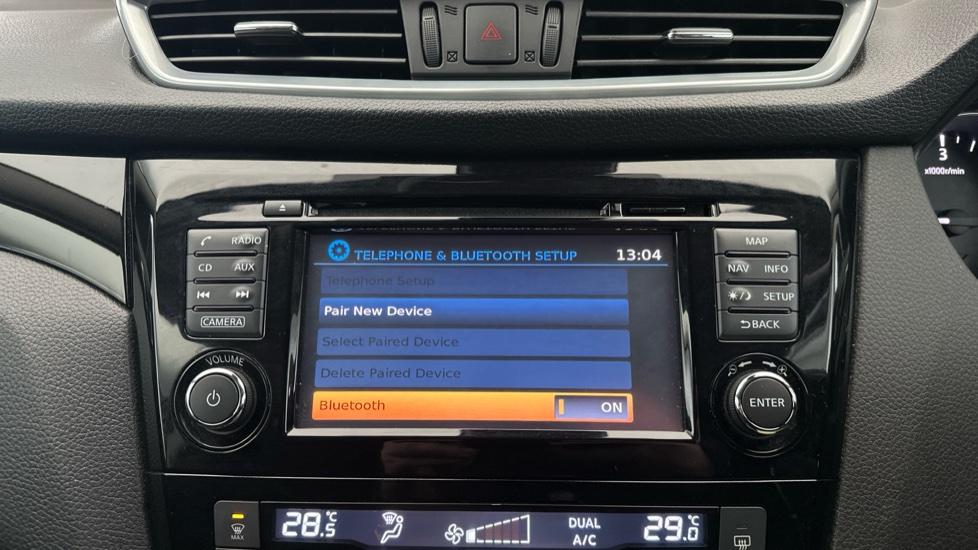 3
x1000r/min
RADIO
CD AUX
CAMERA
VOLUME
TELEPHONE & BLUETOOTH SETUP 13:04
Telephone Setup
Pair New Device
Select Paired Device
Delete Paired Device
Bluetooth ON
MAP
NAV INFO
SETUP
BACK
ENTER
MAX
28.5°C
DUAL
A/C
29.0°C